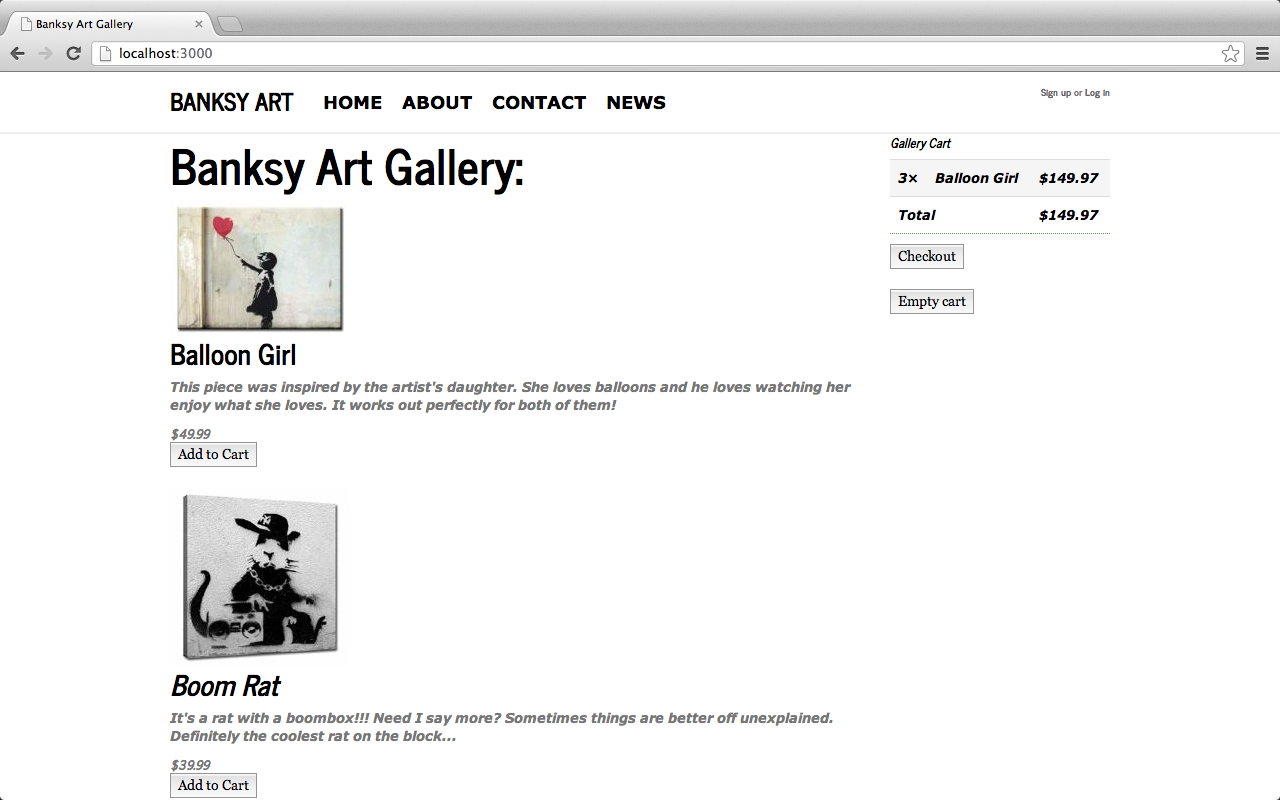 Banksy Art Gallery
localhost:3000
BANKSY ART HOME ABOUT CONTACT NEWS
Sign up or Log In
Banksy Art Gallery:
Balloon Girl
This piece was inspired by the artist's daughter. She loves balloons and he loves watching her
enjoy what she loves. It works out perfectly for both of them!
$49.99
Add to Cart
Boom Rat
It's a rat with a boombox!!! Need I say more? Sometimes things are better off unexplained.
Definitely the coolest rat on the block...
$39.99
Add to Cart
Gallery Cart
3× Balloon Girl $149.97
Total $149.97
Checkout
Empty cart